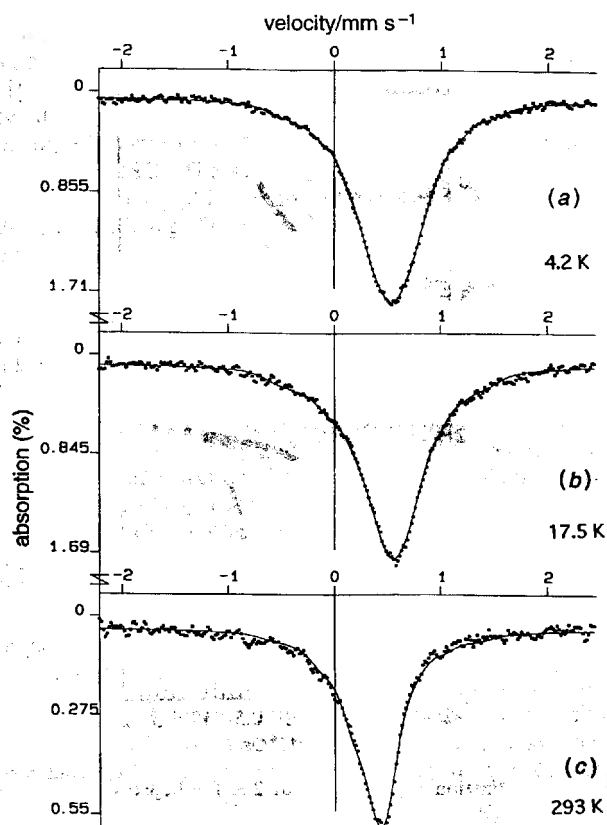 velocity/mm s⁻¹
-2 -1 0 1 2
0
0.855
1.71
(a)
4.2 K
-2 -1 0 1 2
0
0.845
1.69
(b)
17.5 K
-2 -1 0 1 2
0
0.275
0.55
(c)
293 K
absorption (%)